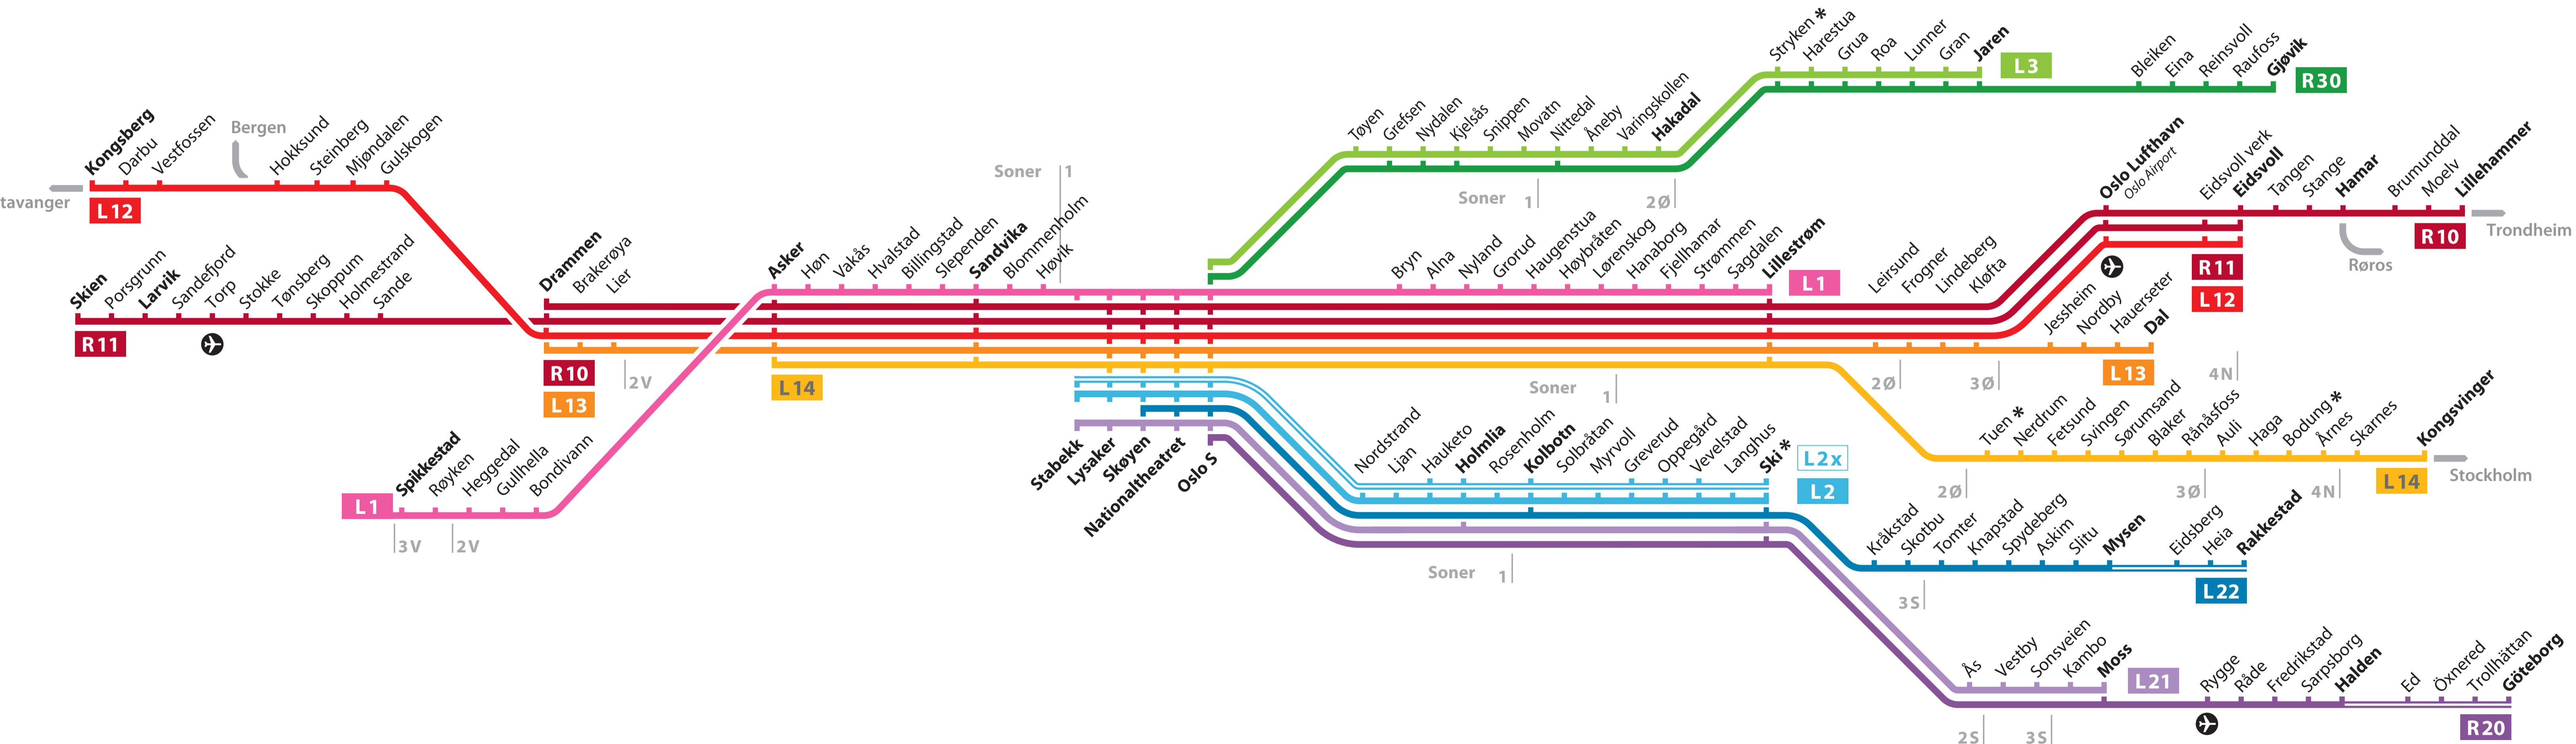 Stryken *
Harestua
Grua
Roa
Lunner
Gran
Jaren
L3
Bleiken
Eina
Reinsvoll
Raufoss
Gjøvik
R30
Tøyen
Grefsen
Nydalen
Kjelsås
Snippen
Movatn
Nittedal
Åneby
Varingskollen
Hakadal
Soner 1
2Ø
Kongsberg
Darbu
Vestfossen
Bergen
Hokksund
Steinberg
Mjøndalen
Gulskogen
tavanger
L12
Soner 1
Oslo Lufthavn
Oslo Airport
Eidsvoll verk
Eidsvoll
Tangen
Stange
Hamar
Brumunddal
Moelv
Lillehammer
R10
Trondheim
Røros
R11
L12
Skien
Porsgrunn
Larvik
Sandefjord
Torp
Stokke
Tønsberg
Skoppum
Holmestrand
Sande
R11
Drammen
Brakerøya
Lier
R10
L13
2V
Asker
Høn
Vakås
Hvalstad
Billingstad
Slependen
Sandvika
Blommenholm
Høvik
L14
Bryn
Alna
Nyland
Grorud
Haugenstua
Høybråten
Lørenskog
Hanaborg
Fjellhamar
Strømmen
Sagdalen
Lillestrøm
L1
Leirsund
Frogner
Lindeberg
Kløfta
Jessheim
Nordby
Hauerseter
Dal
L13
Soner 1
2Ø
3Ø
4N
L1
Spikkestad
Røyken
Heggedal
Gullhella
Bondivann
3V
2V
Stabekk
Lysaker
Skøyen
Nationaltheatret
Oslo S
Nordstrand
Ljan
Hauketo
Holmlia
Rosenholm
Kolbotn
Solbråtan
Myrvoll
Greverud
Oppegård
Vevelstad
Langhus
Ski *
L2x
L2
Soner 1
Tuen *
Nerdrum
Fetsund
Svingen
Sørumsand
Blaker
Rånåsfoss
Auli
Haga
Bodung *
Årnes
Skarnes
Kongsvinger
L14
Stockholm
2Ø
3Ø
4N
Kråkstad
Skotbu
Tomter
Knapstad
Spydeberg
Askim
Slitu
Mysen
Eidsberg
Heia
Rakkestad
L22
3S
Ås
Vestby
Sonsveien
Kambo
Moss
L21
Rygge
Råde
Fredrikstad
Sarpsborg
Halden
Ed
Öxnered
Trollhättan
Göteborg
R20
2S
3S